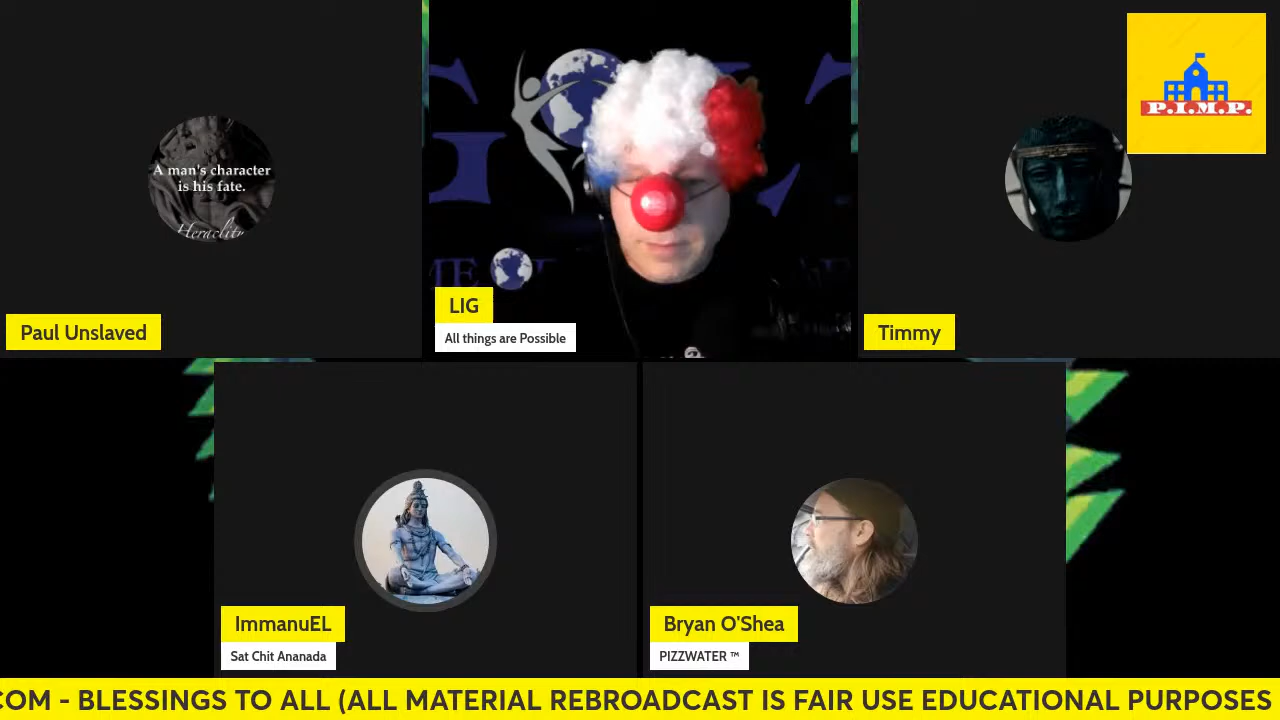 A man's character
is his fate.
Paul Unslaved
LIG
All things are Possible
Timmy
P.I.M.P.
ImmanuEL
Sat Chit Ananada
Bryan O'Shea
PIZZWATER ™
COM - BLESSINGS TO ALL (ALL MATERIAL REBROADCAST IS FAIR USE EDUCATIONAL PURPOSES